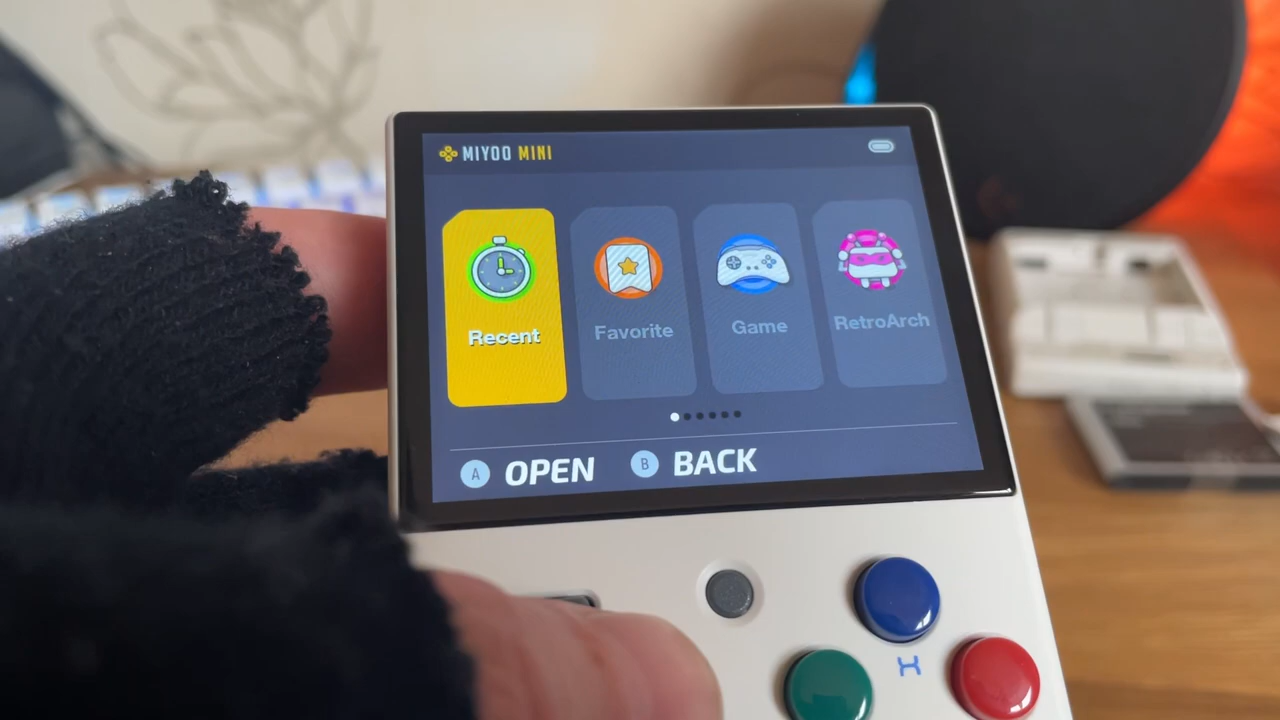 MIYOO MINI
Recent
Favorite
Game
RetroArch
A OPEN B BACK